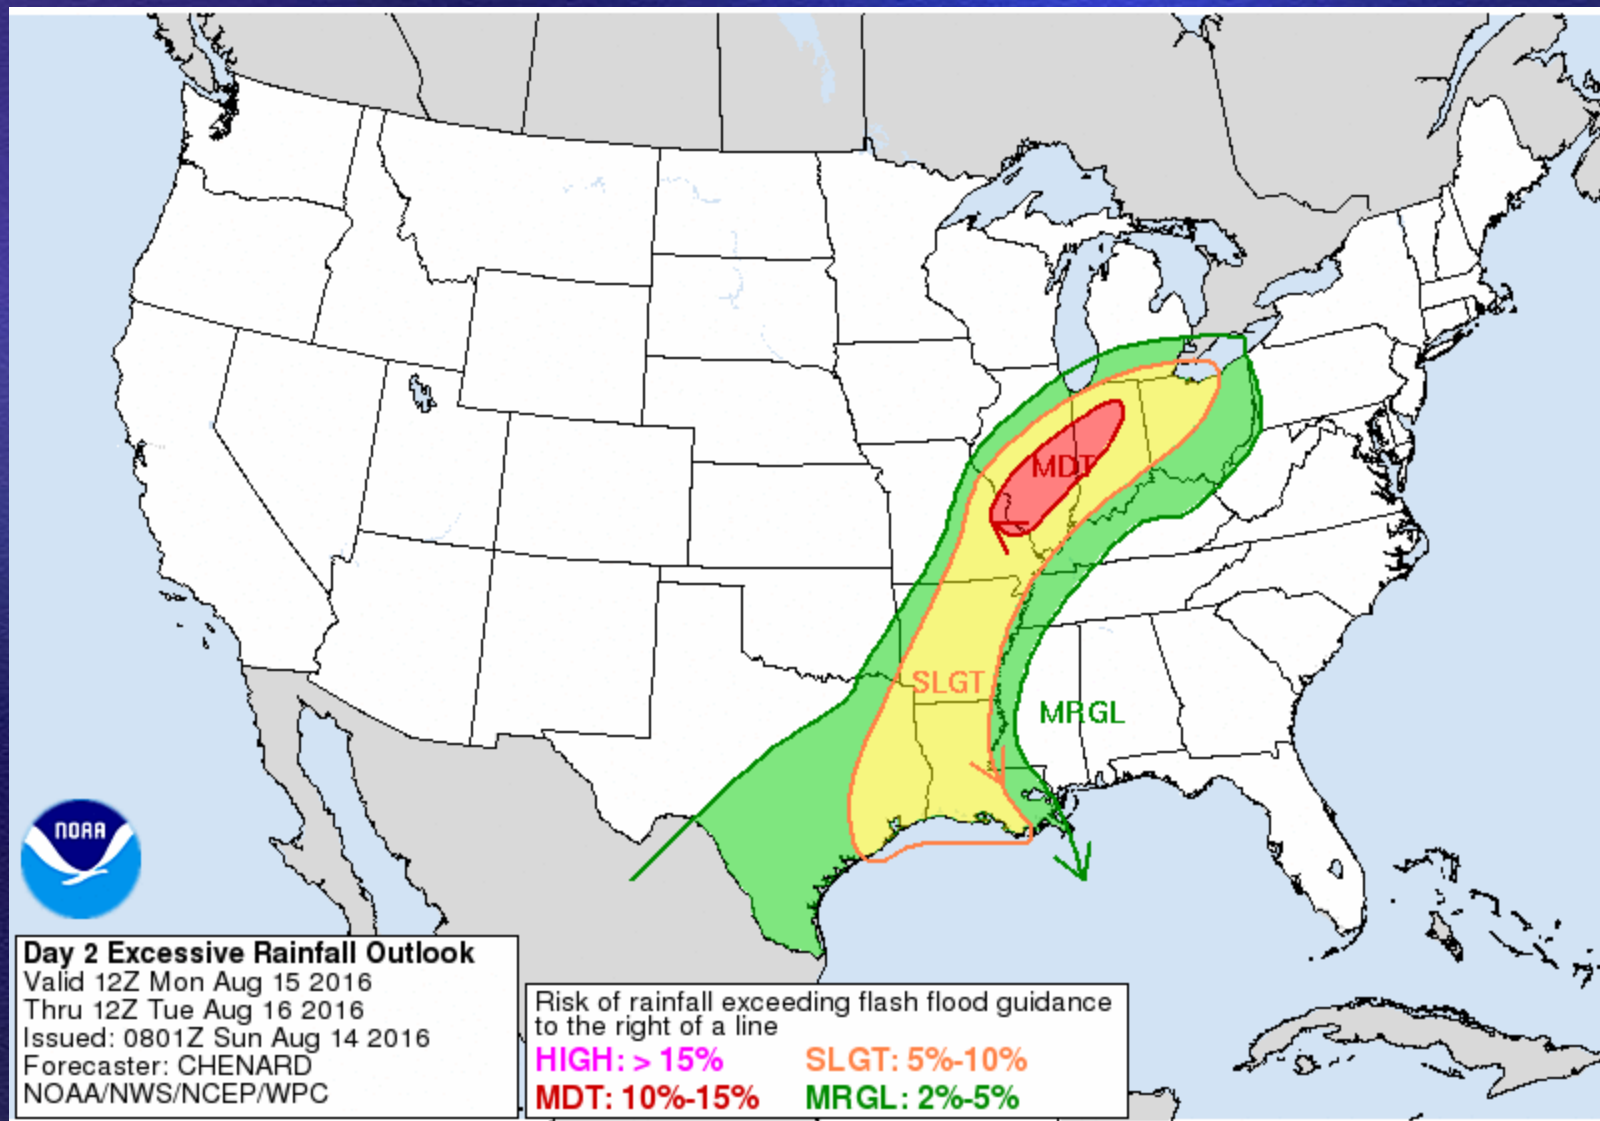 MDT
SLGT
MRGL
NOAA
Day 2 Excessive Rainfall Outlook
Valid 12Z Mon Aug 15 2016
Thru 12Z Tue Aug 16 2016
Issued: 0801Z Sun Aug 14 2016
Forecaster: CHENARD
NOAA/NWS/NCEP/WPC
Risk of rainfall exceeding flash flood guidance
to the right of a line
HIGH: > 15% SLGT: 5%-10%
MDT: 10%-15% MRGL: 2%-5%